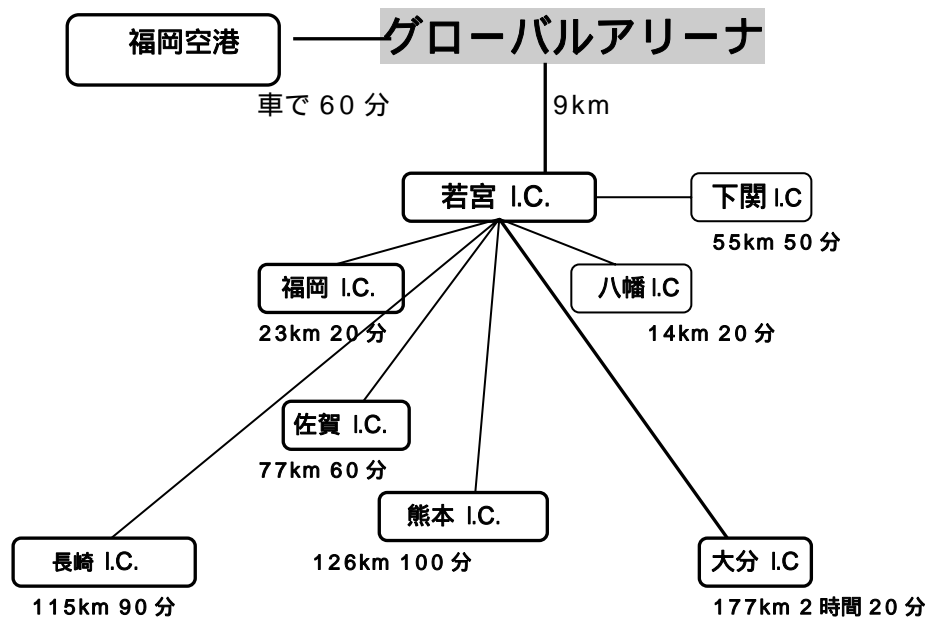 福岡空港
グローバルアリーナ
車で 60 分
9km
若宮 I.C.
下関 I.C
55km 50 分
福岡 I.C.
23km 20 分
八幡 I.C
14km 20 分
佐賀 I.C.
77km 60 分
熊本 I.C.
126km 100 分
長崎 I.C.
115km 90 分
大分 I.C
177km 2 時間 20 分